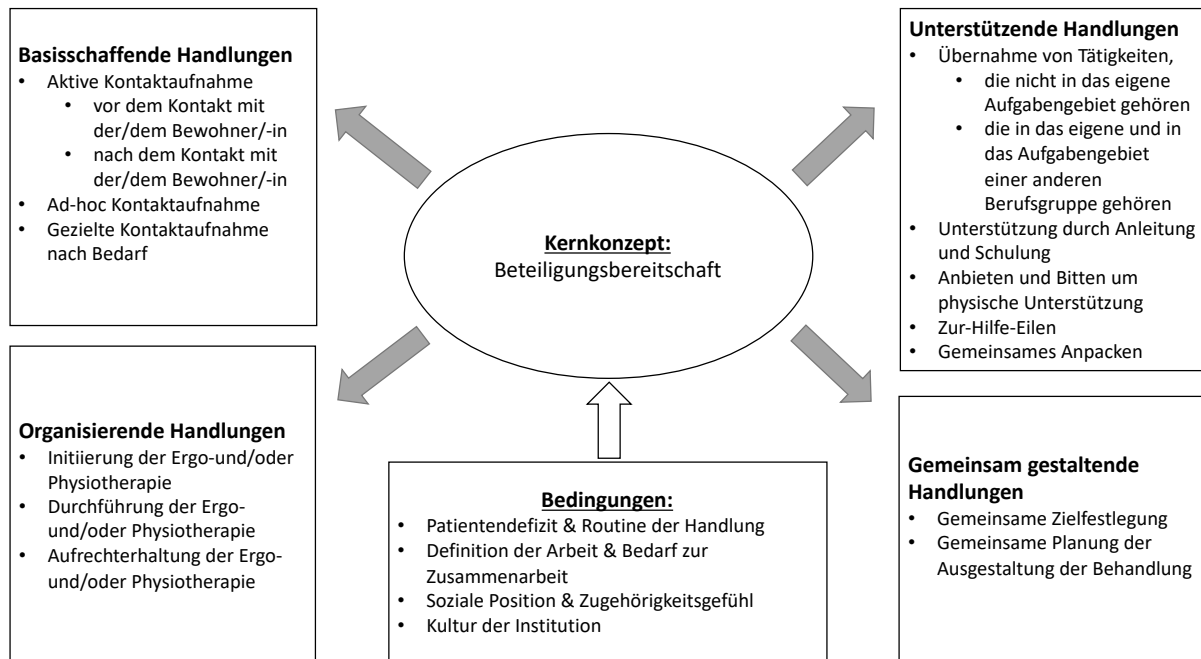 Basisschaffende Handlungen
• Aktive Kontaktaufnahme
• vor dem Kontakt mit
der/dem Bewohner/-in
• nach dem Kontakt mit
der/dem Bewohner/-in
• Ad-hoc Kontaktaufnahme
• Gezielte Kontaktaufnahme
nach Bedarf
Unterstützende Handlungen
• Übernahme von Tätigkeiten,
• die nicht in das eigene
Aufgabengebiet gehören
• die in das eigene und in
das Aufgabengebiet
einer anderen
Berufsgruppe gehören
• Unterstützung durch Anleitung
und Schulung
• Anbieten und Bitten um
physische Unterstützung
• Zur-Hilfe-Eilen
• Gemeinsames Anpacken
Kernkonzept:
Beteiligungsbereitschaft
Organisierende Handlungen
• Initiierung der Ergo-und/oder
Physiotherapie
• Durchführung der Ergo-
und/oder Physiotherapie
• Aufrechterhaltung der Ergo-
und/oder Physiotherapie
Bedingungen:
• Patientendefizit & Routine der Handlung
• Definition der Arbeit & Bedarf zur
Zusammenarbeit
• Soziale Position & Zugehörigkeitsgefühl
• Kultur der Institution
Gemeinsam gestaltende
Handlungen
• Gemeinsame Zielfestlegung
• Gemeinsame Planung der
Ausgestaltung der Behandlung